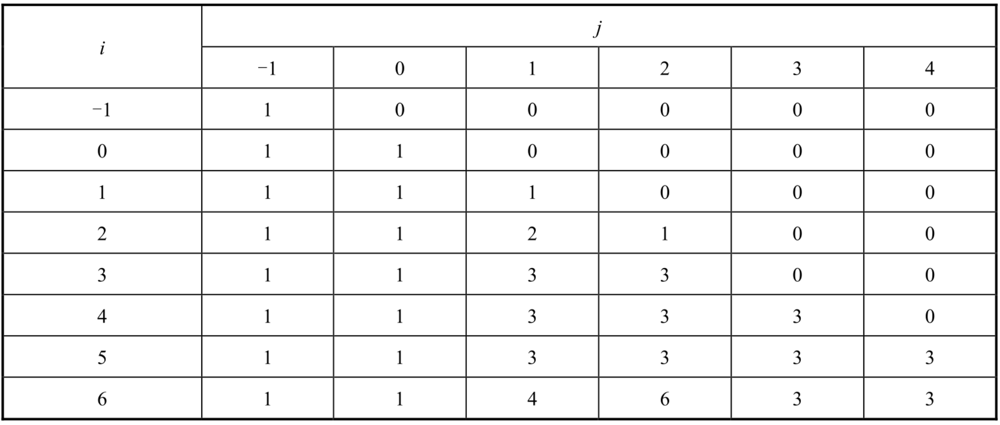 i j
−1 0 1 2 3 4
−1 1 0 0 0 0 0
0 1 1 0 0 0 0
1 1 1 1 0 0 0
2 1 1 2 1 0 0
3 1 1 3 3 0 0
4 1 1 3 3 3 0
5 1 1 3 3 3 3
6 1 1 4 6 3 3